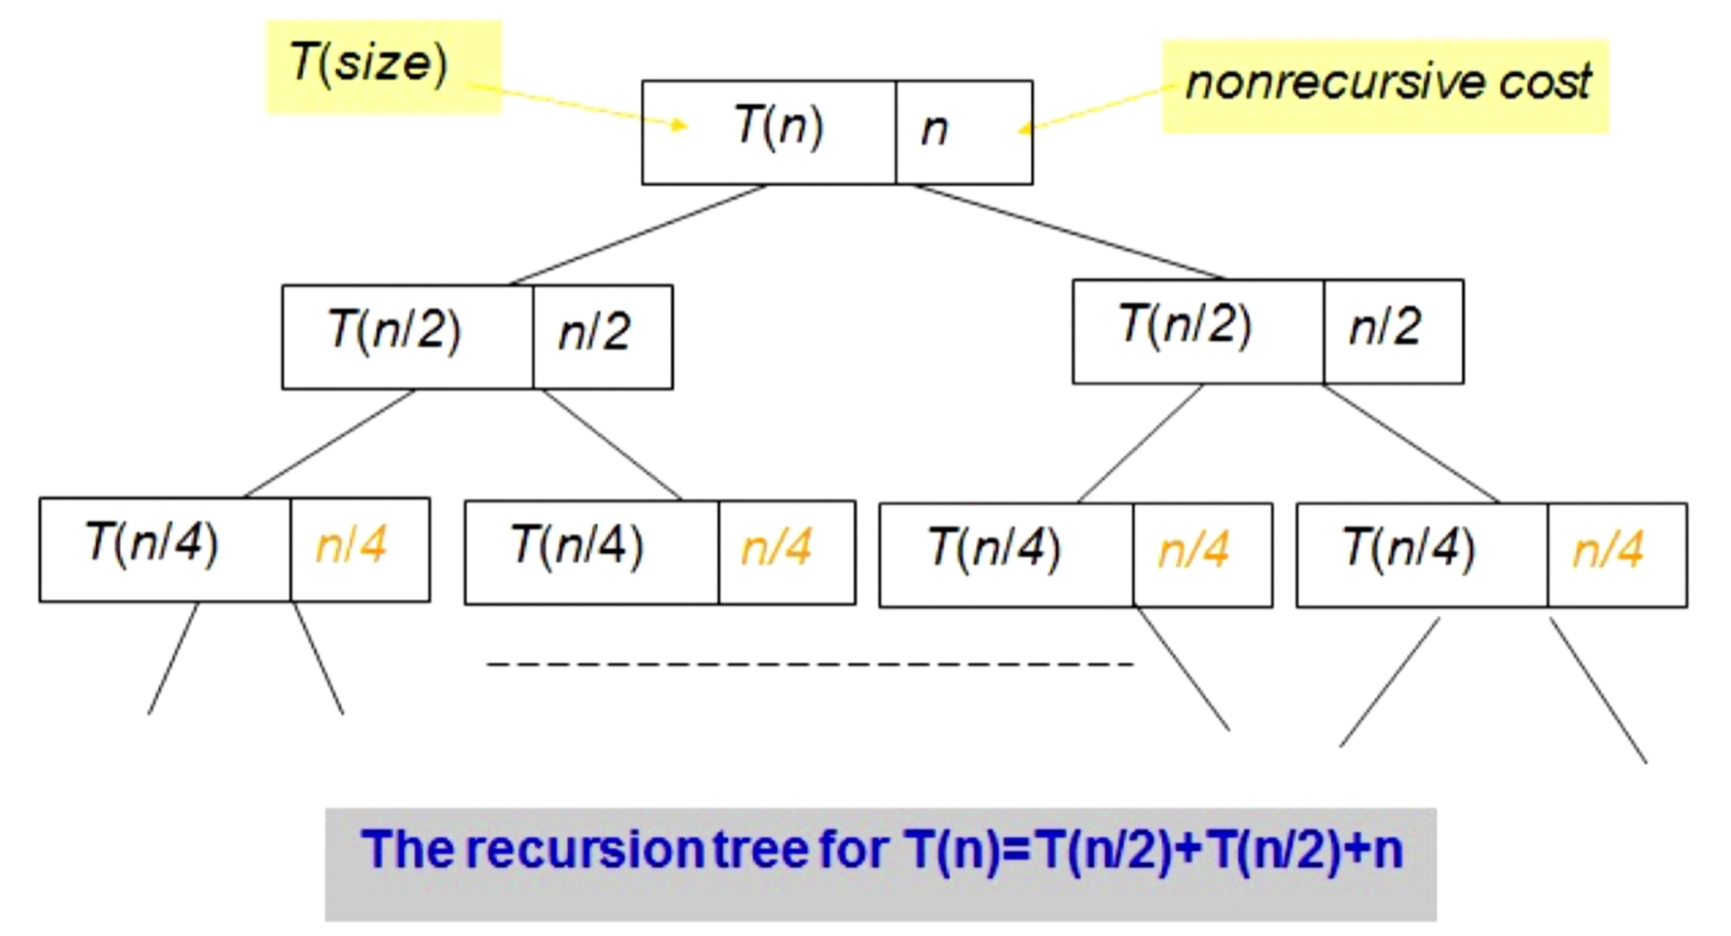 T(size)
nonrecursive cost
T(n) n
T(n/2) n/2
T(n/2) n/2
T(n/4) n/4
T(n/4) n/4
T(n/4) n/4
T(n/4) n/4
The recursion tree for T(n)=T(n/2)+T(n/2)+n